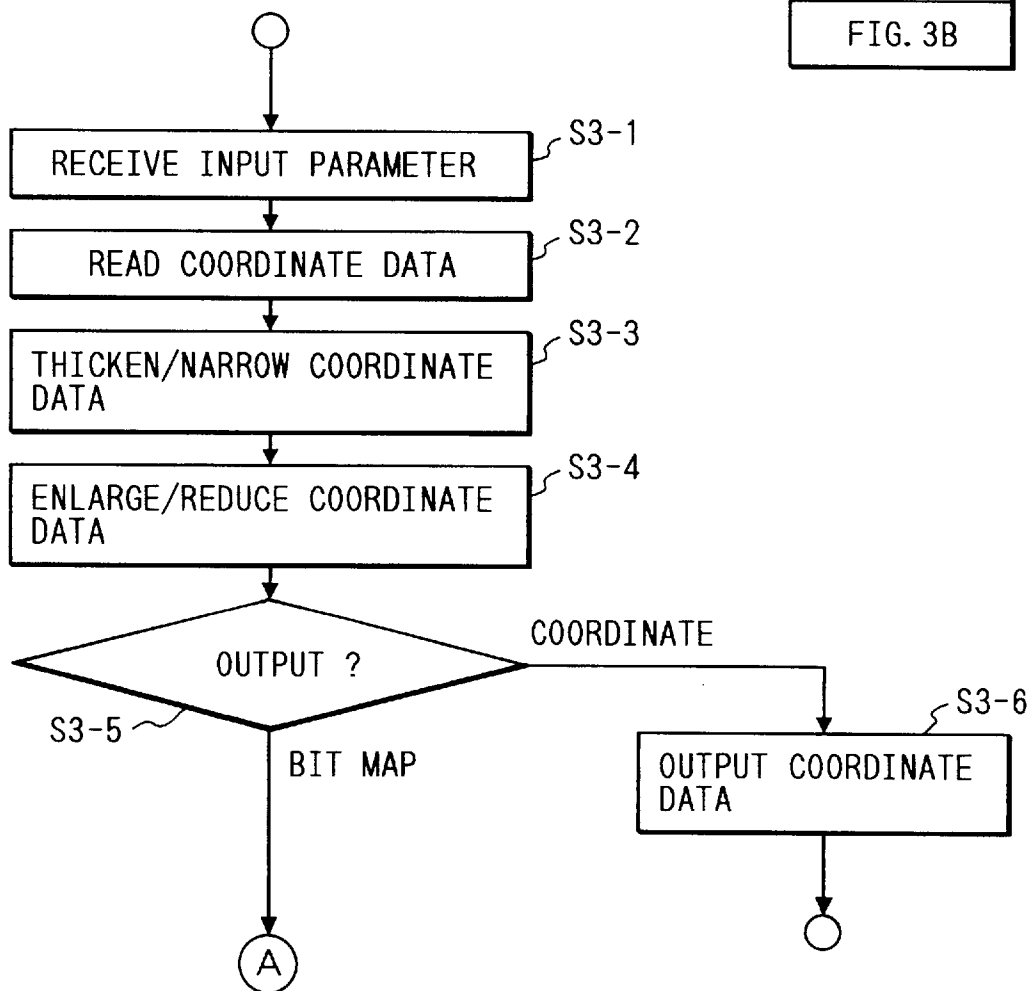 FIG. 3B
S3-1
RECEIVE INPUT PARAMETER
S3-2
READ COORDINATE DATA
S3-3
THICKEN/NARROW COORDINATE
DATA
S3-4
ENLARGE/REDUCE COORDINATE
DATA
COORDINATE
OUTPUT ?
S3-5
S3-6
BIT MAP
OUTPUT COORDINATE
DATA
A